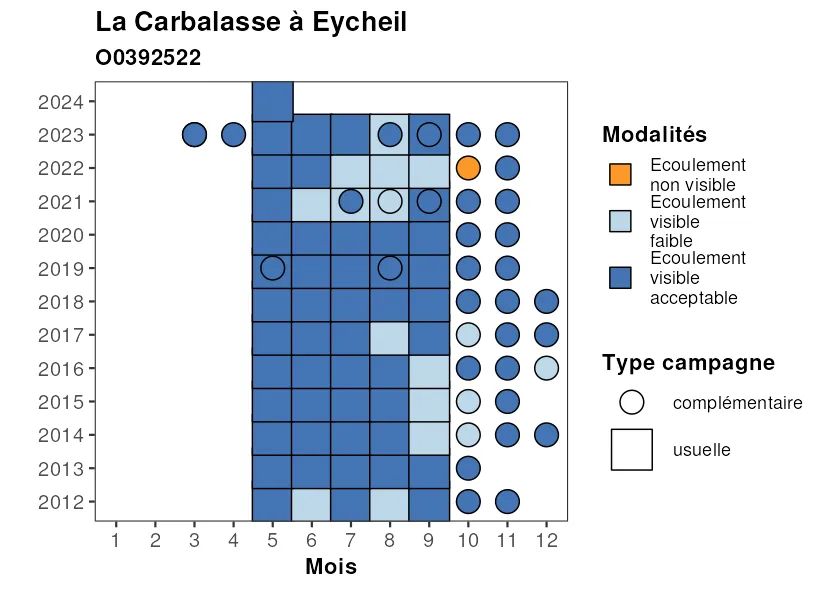 La Carbalasse à Eycheil
O0392522
2024
2023
2022
2021
2020
2019
2018
2017
2016
2015
2014
2013
2012
1 2 3 4 5 6 7 8 9 10 11 12
Mois
Modalités
Ecoulement
non visible
Ecoulement
visible
faible
Ecoulement
visible
acceptable
Type campagne
complémentaire
usuelle